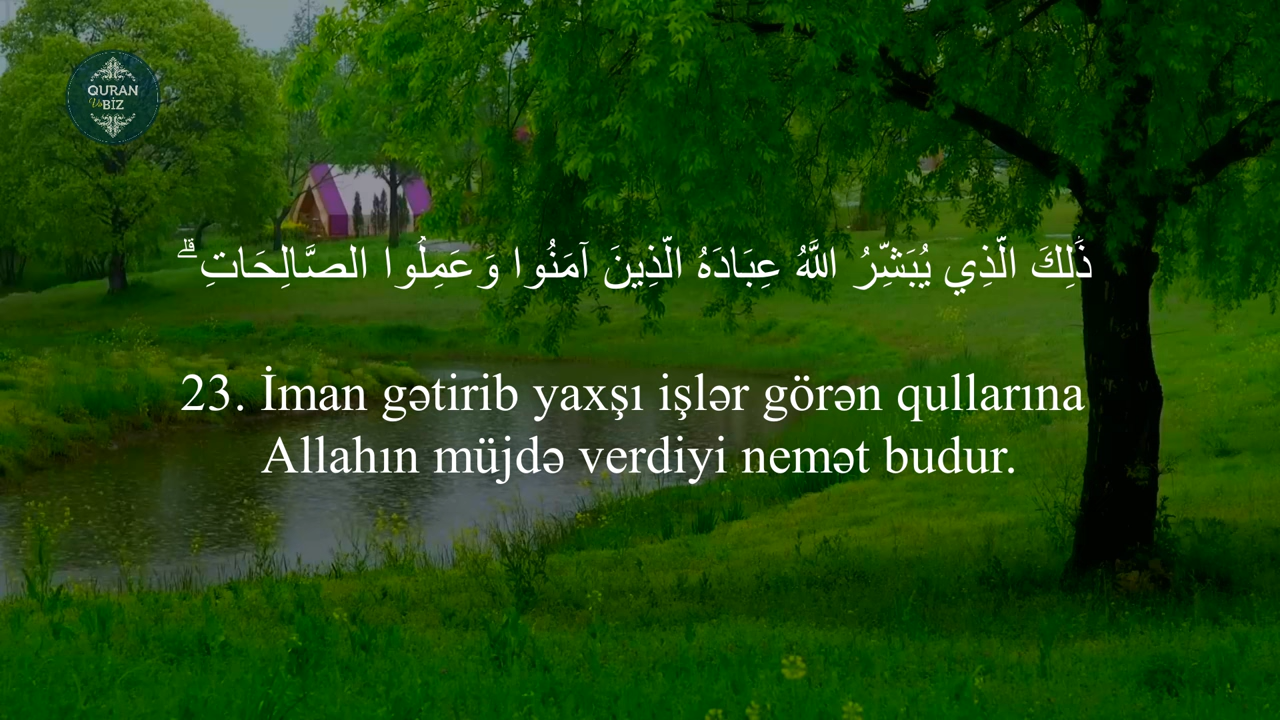 QURAN
Və
BİZ
ذَٰلِكَ الَّذِي يُبَشِّرُ اللَّهُ عِبَادَهُ الَّذِينَ آمَنُوا وَعَمِلُوا الصَّالِحَاتِ ۗ
23. İman gətirib yaxşı işlər görən qullarına
Allahın müjdə verdiyi nemət budur.